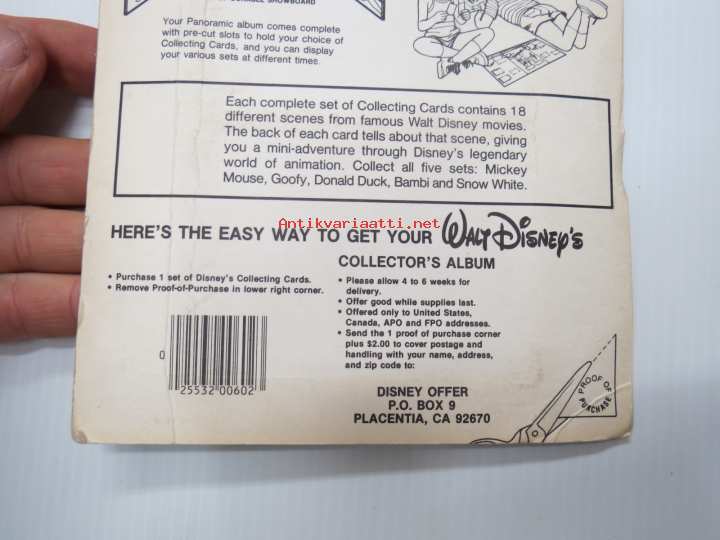 Your Panoramic album comes complete
with pre-cut slots to hold your choice of
Collecting Cards, and you can display
your various sets at different times.
Each complete set of Collecting Cards contains 18
different scenes from famous Walt Disney movies.
The back of each card tells about that scene, giving
you a mini-adventure through Disney's legendary
world of animation. Collect all five sets: Mickey
Mouse, Goofy, Donald Duck, Bambi and Snow White.
Antikvariaatti.net
HERE'S THE EASY WAY TO GET YOUR Walt Disney's
COLLECTOR'S ALBUM
• Purchase 1 set of Disney's Collecting Cards.
• Remove Proof-of-Purchase in lower right corner.
• Please allow 4 to 6 weeks for
delivery.
• Offer good while supplies last.
• Offered only to United States,
Canada, APO and FPO addresses.
• Send the 1 proof of purchase corner
plus $2.00 to cover postage and
handling with your name, address,
and zip code to:
0
25532 00602
DISNEY OFFER
P.O. BOX 9
PLACENTIA, CA 92670
PROOF OF
PURCHASE